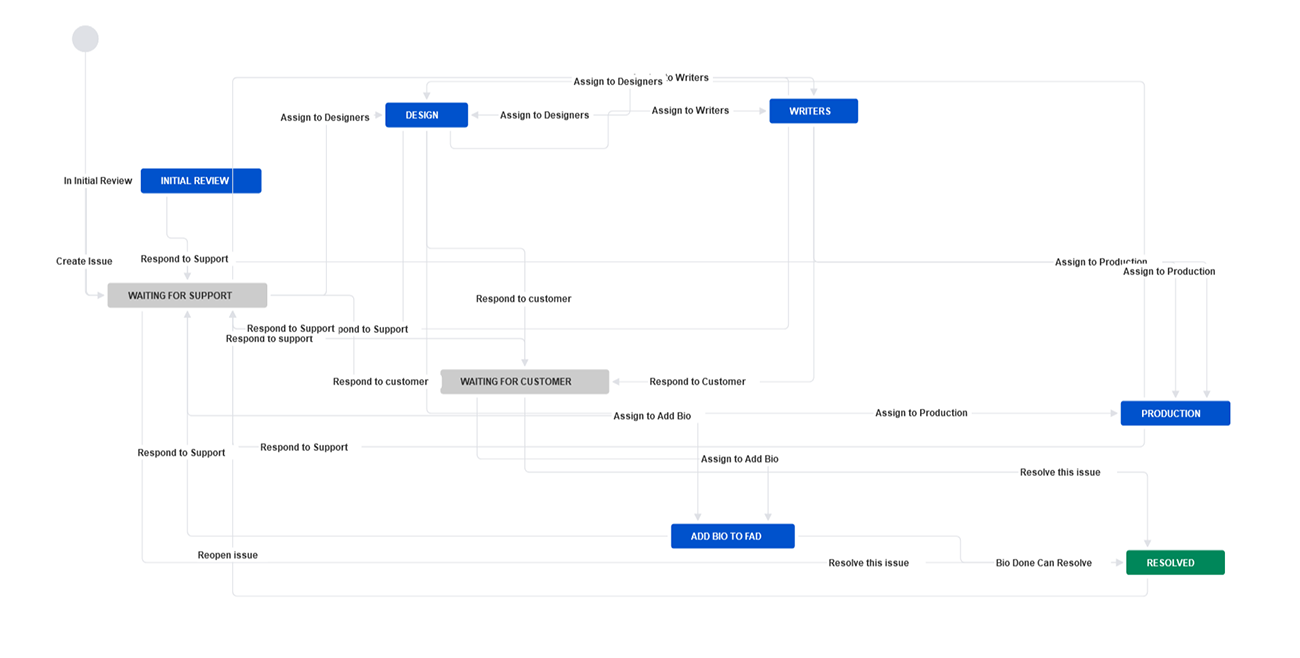 Assign to Designers
to Writers
Assign to Designers
DESIGN
Assign to Designers
Assign to Writers
WRITERS
In Initial Review
INITIAL REVIEW
Create Issue
Respond to Support
Assign to Production
Assign to Production
WAITING FOR SUPPORT
Respond to customer
Respond to Support
pond to Support
Respond to support
Respond to customer
WAITING FOR CUSTOMER
Respond to Customer
Assign to Add Bio
Assign to Production
PRODUCTION
Respond to Support
Respond to Support
Assign to Add Bio
Resolve this issue
ADD BIO TO FAD
Reopen issue
Resolve this issue
Bio Done Can Resolve
RESOLVED